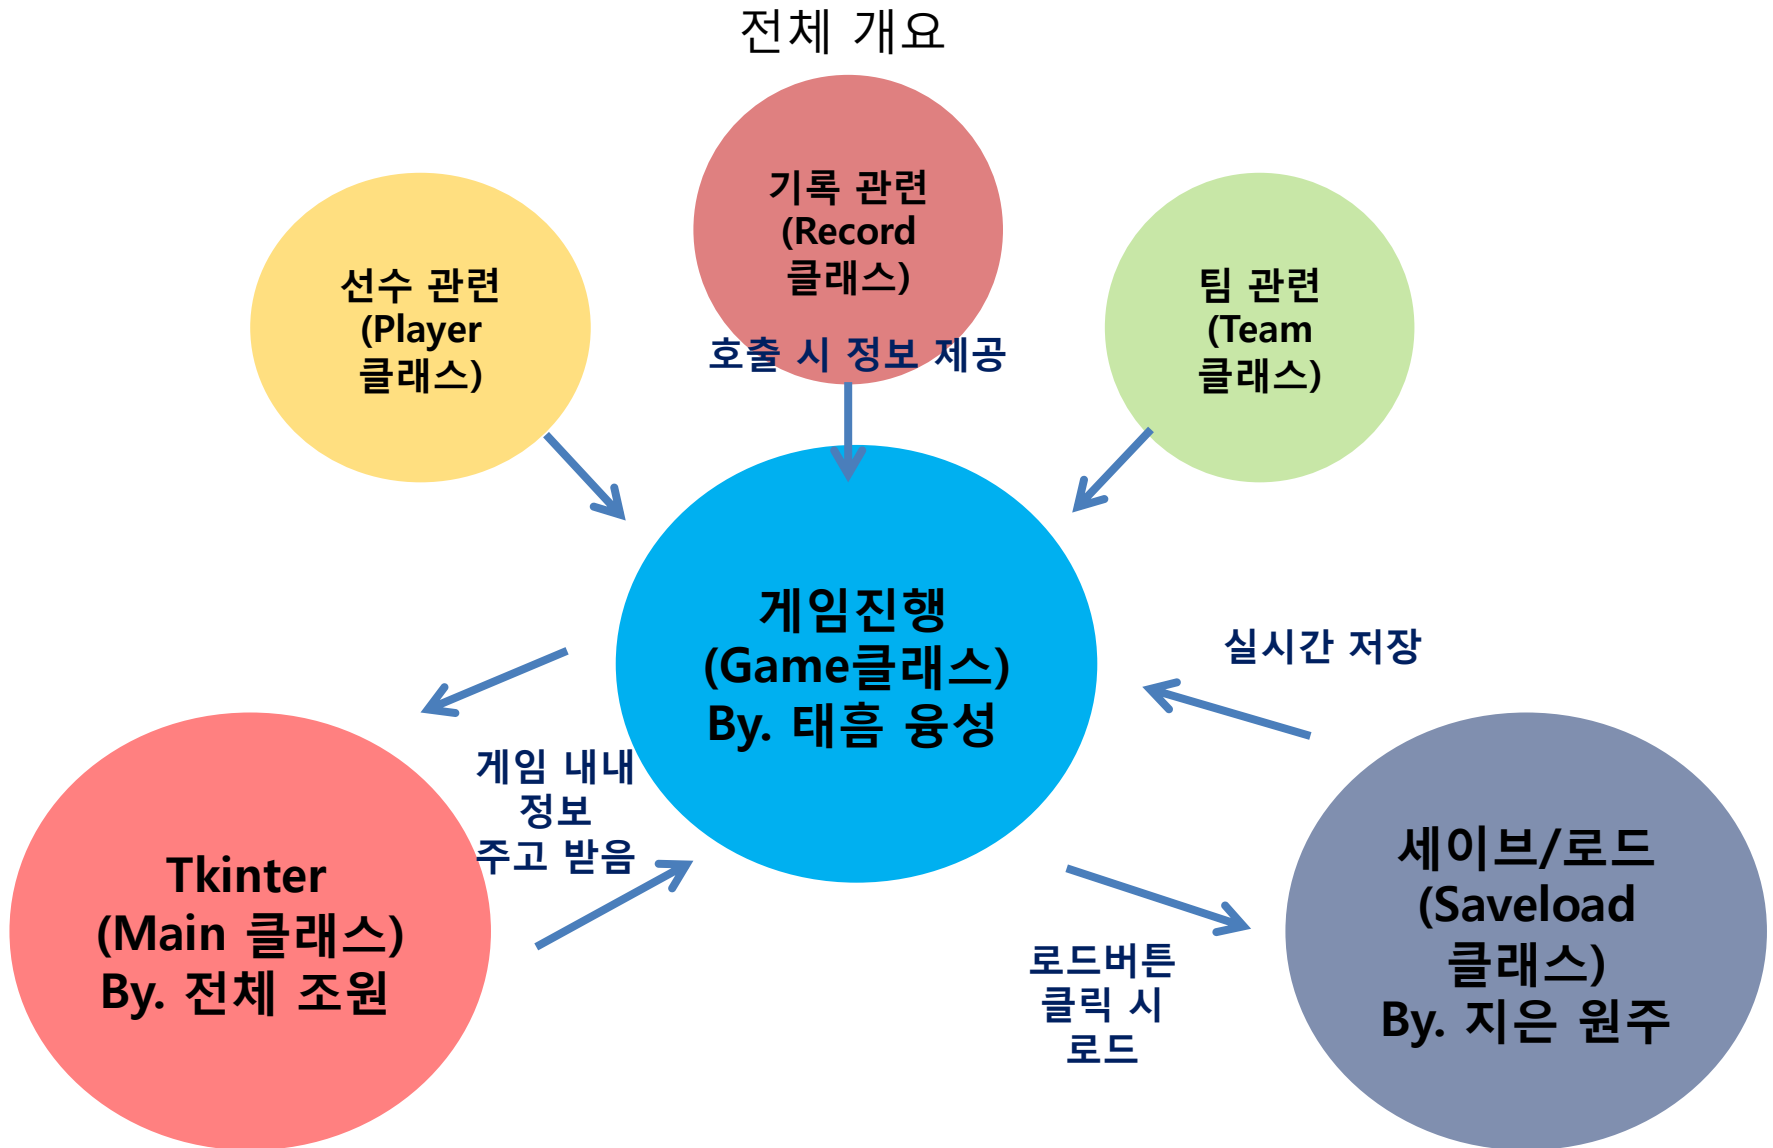 전체 개요
기록 관련
(Record
클래스)
호출 시 정보 제공
선수 관련
(Player
클래스)
팀 관련
(Team
클래스)
게임진행
(Game클래스)
By. 태흠 융성
실시간 저장
게임 내내
정보
주고 받음
Tkinter
(Main 클래스)
By. 전체 조원
로드버튼
클릭 시
로드
세이브/로드
(Saveload
클래스)
By. 지은 원주